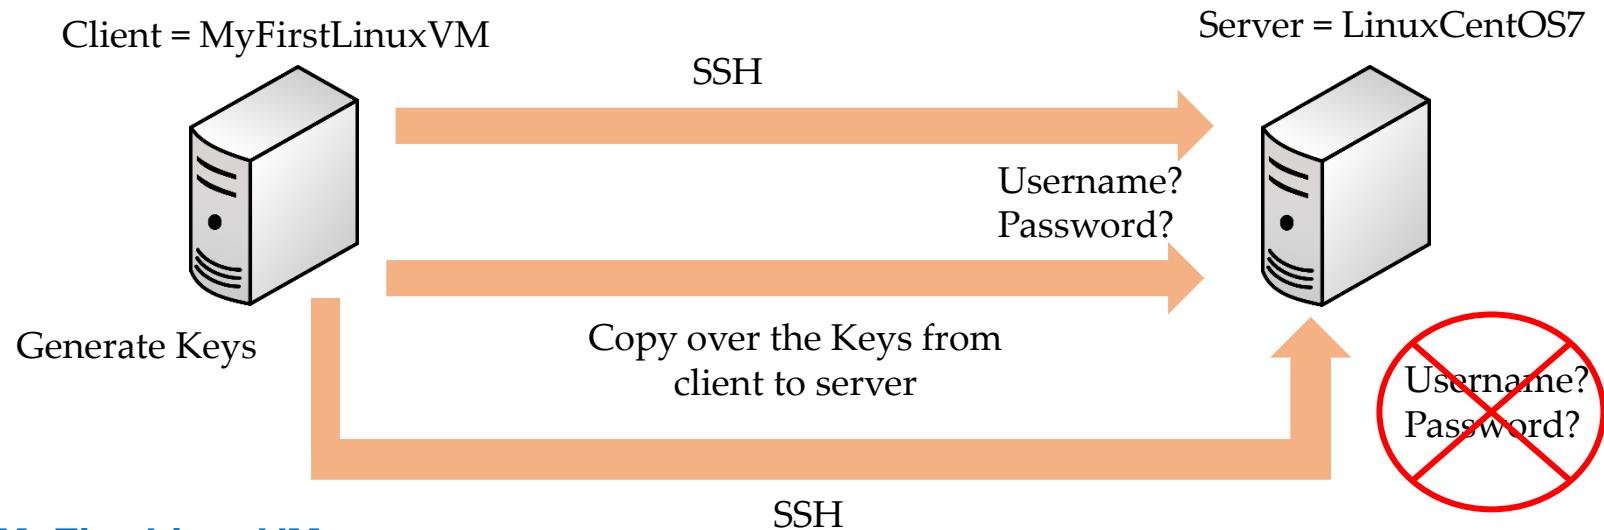 Client = MyFirstLinuxVM
Server = LinuxCentOS7
SSH
Username?
Password?
Generate Keys
Copy over the Keys from
client to server
Username?
Password?
SSH